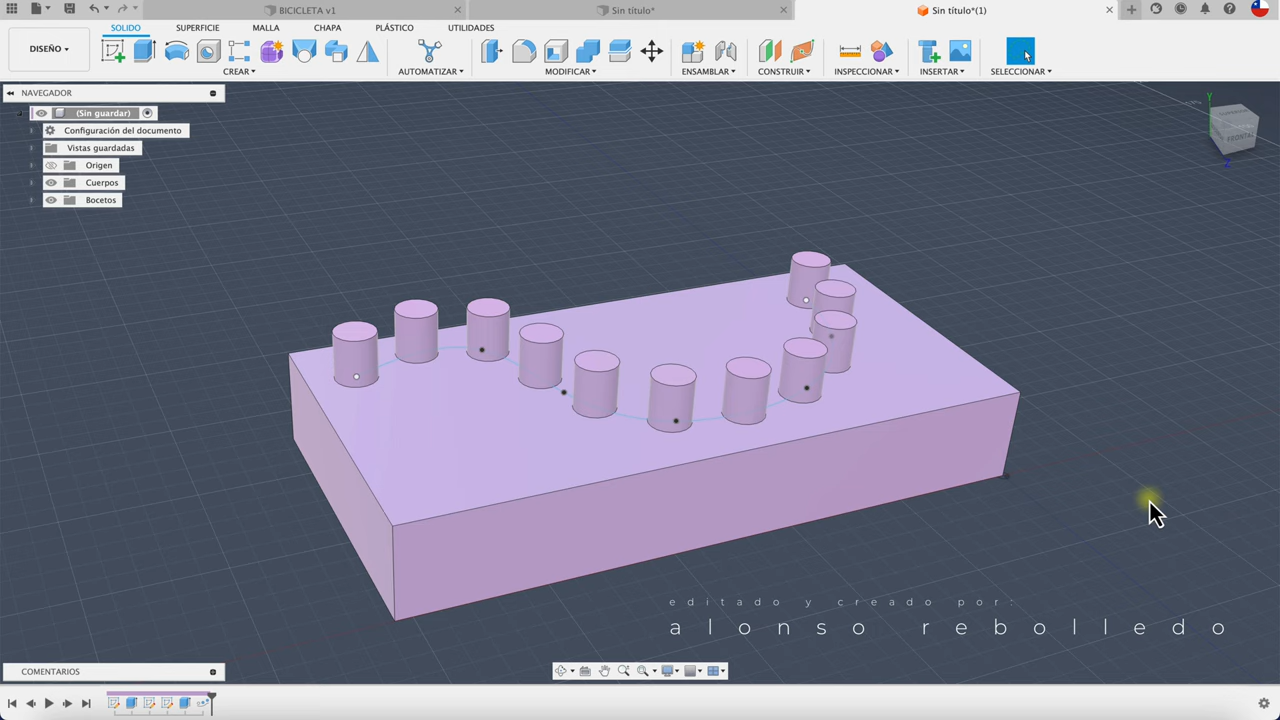 BICICLETA v1
Sin título*
Sin título*(1)
DISEÑO
SÓLIDO
SUPERFICIE
MALLA
CHAPA
PLÁSTICO
UTILIDADES
CREAR
AUTOMATIZAR
MODIFICAR
ENSAMBLAR
CONSTRUIR
INSPECCIONAR
INSERTAR
SELECCIONAR
NAVEGADOR
(Sin guardar)
Configuración del documento
Vistas guardadas
Origen
Cuerpos
Bocetos
Y
FRONTAL
Z
editado y creado por:
alonso rebolledo
COMENTARIOS